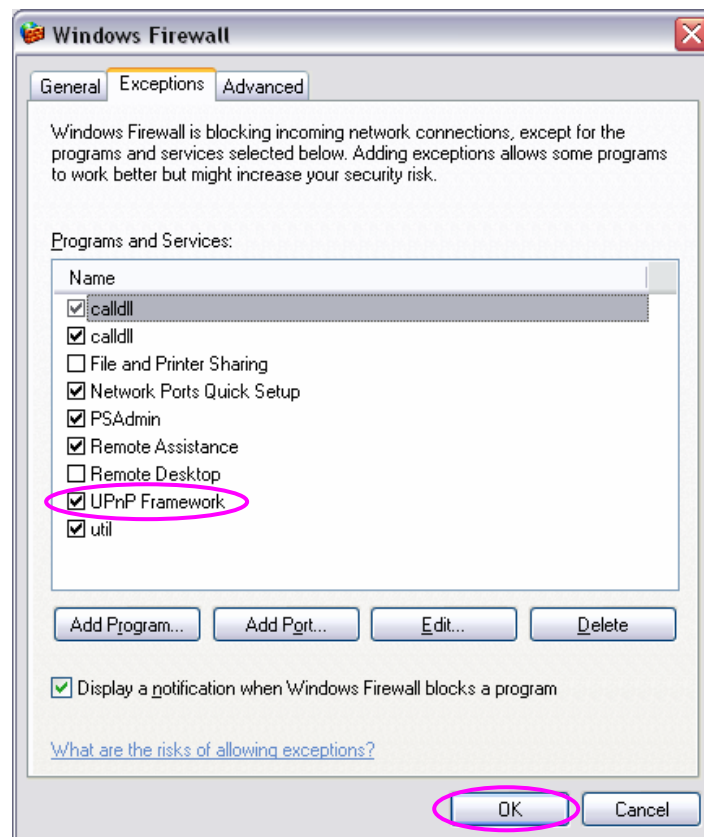 Windows Firewall
General Exceptions Advanced
Windows Firewall is blocking incoming network connections, except for the
programs and services selected below. Adding exceptions allows some programs
to work better but might increase your security risk.
Programs and Services:
Name
calldll
calldll
File and Printer Sharing
Network Ports Quick Setup
PSAdmin
Remote Assistance
Remote Desktop
UPnP Framework
util
Add Program... Add Port... Edit... Delete
Display a notification when Windows Firewall blocks a program
What are the risks of allowing exceptions?
OK Cancel